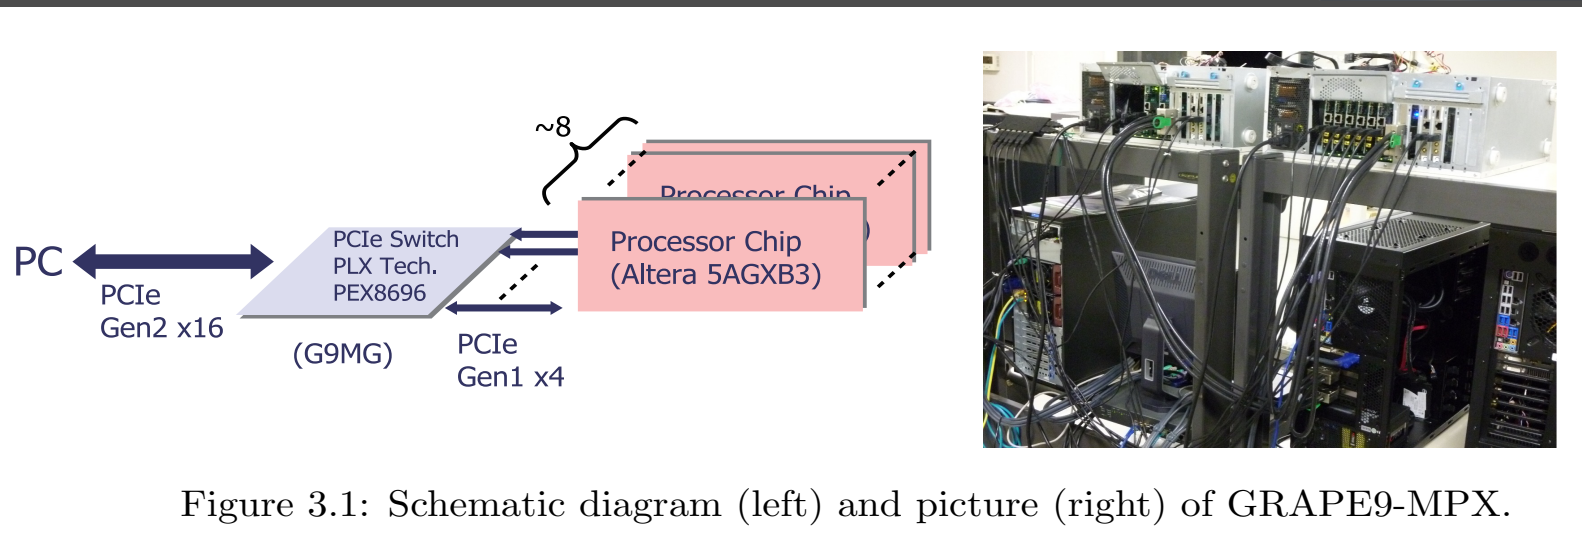 ~8
Processor Chip
)
Processor Chip
(Altera 5AGXB3)
PC
PCIe
Gen2 x16
PCIe Switch
PLX Tech.
PEX8696
(G9MG)
PCIe
Gen1 x4
Figure 3.1: Schematic diagram (left) and picture (right) of GRAPE9-MPX.